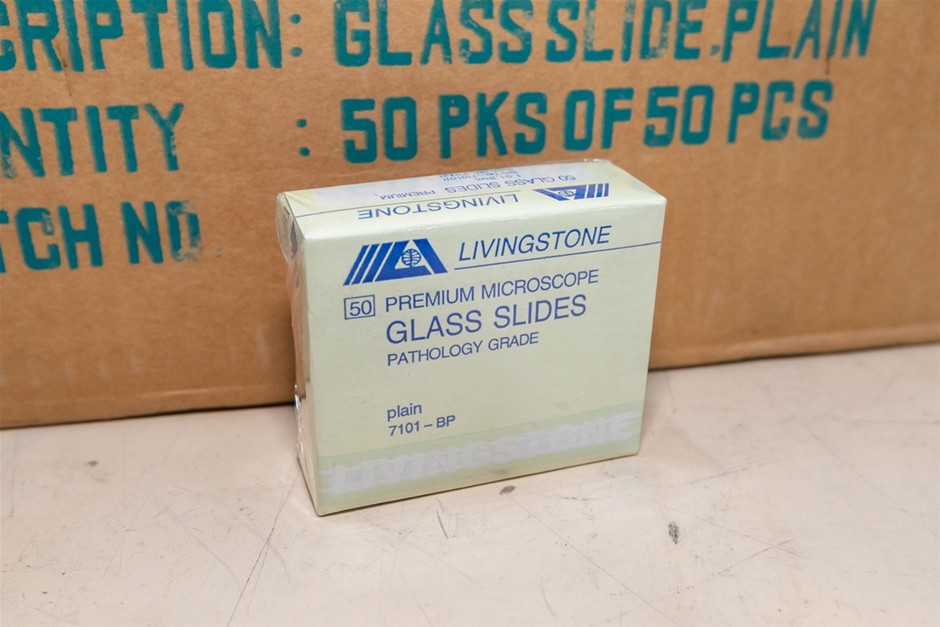 CRIPTION: GLASS SLIDE, PLAIN
NTITY : 50 PKS OF 50 PCS
TCH NO
50 GLASS SLIDES PREMIUM
LIVINGSTONE
LIVINGSTONE
50 PREMIUM MICROSCOPE
GLASS SLIDES
PATHOLOGY GRADE
plain
7101-BP
LIVINGSTONE